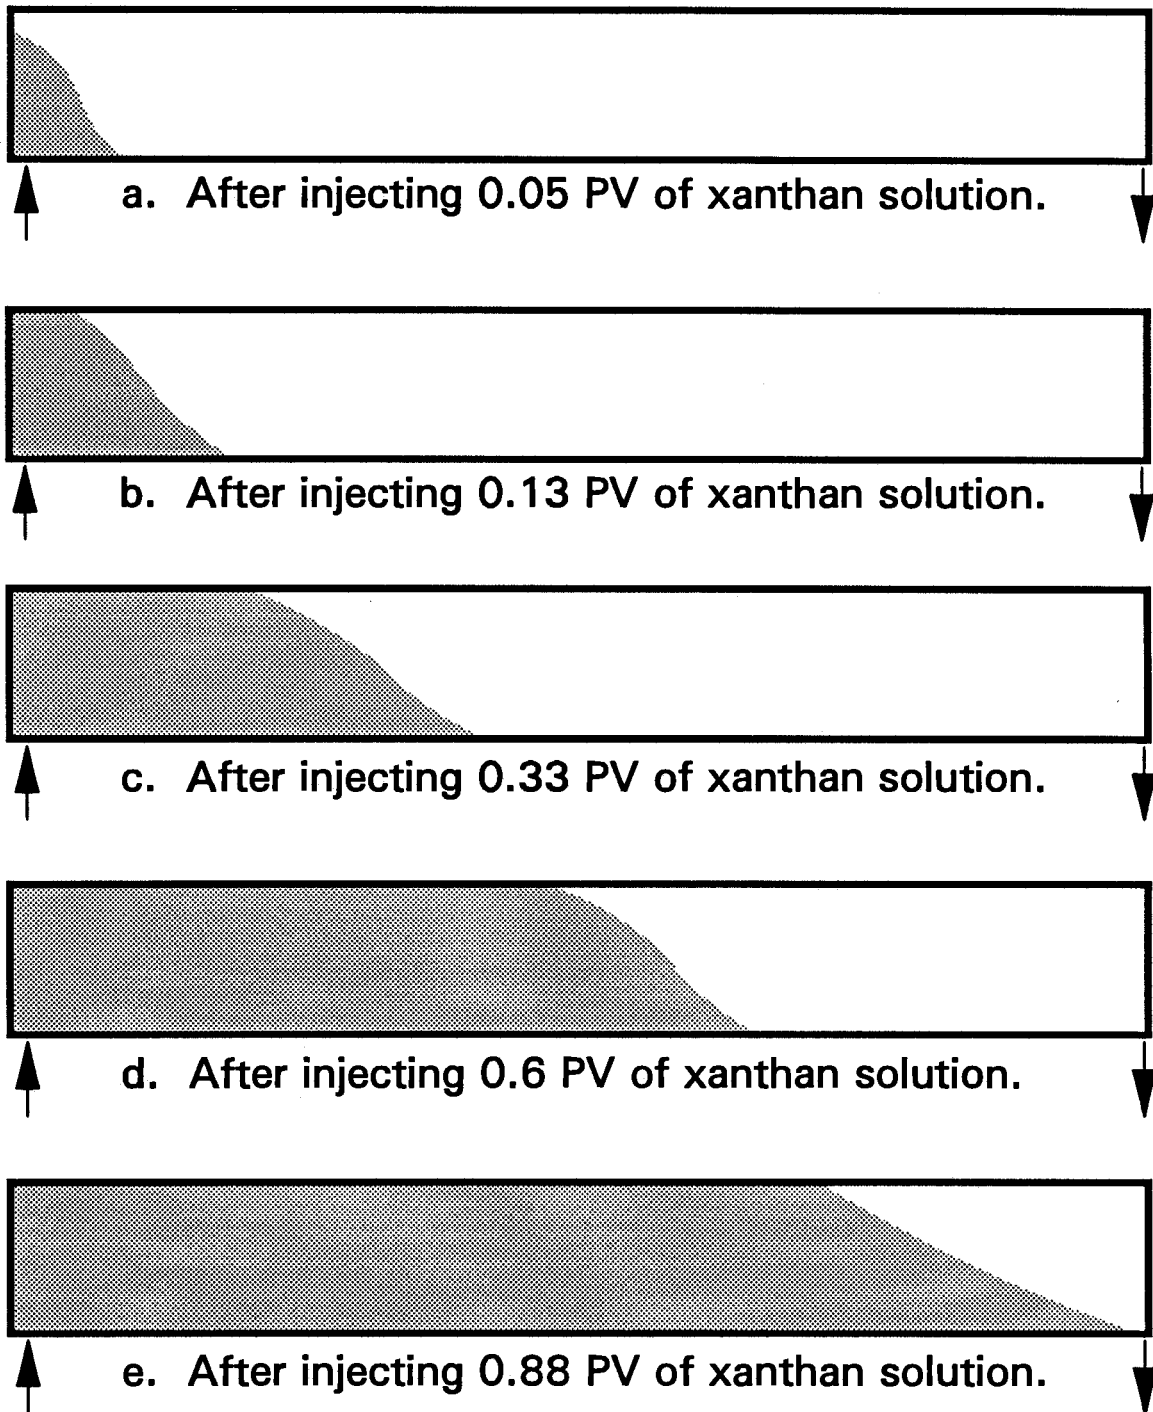 a. After injecting 0.05 PV of xanthan solution.
b. After injecting 0.13 PV of xanthan solution.
c. After injecting 0.33 PV of xanthan solution.
d. After injecting 0.6 PV of xanthan solution.
e. After injecting 0.88 PV of xanthan solution.